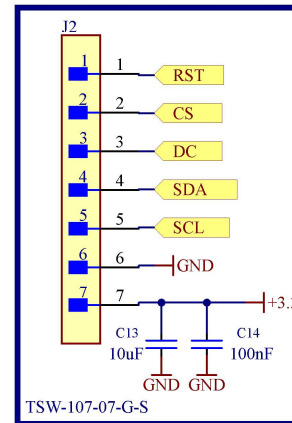 J2
1 1 RST
2 2 CS
3 3 DC
4 4 SDA
5 5 SCL
6 6 GND
7 7 +3.
C13 C14
10uF 100nF
GND GND
TSW-107-07-G-S